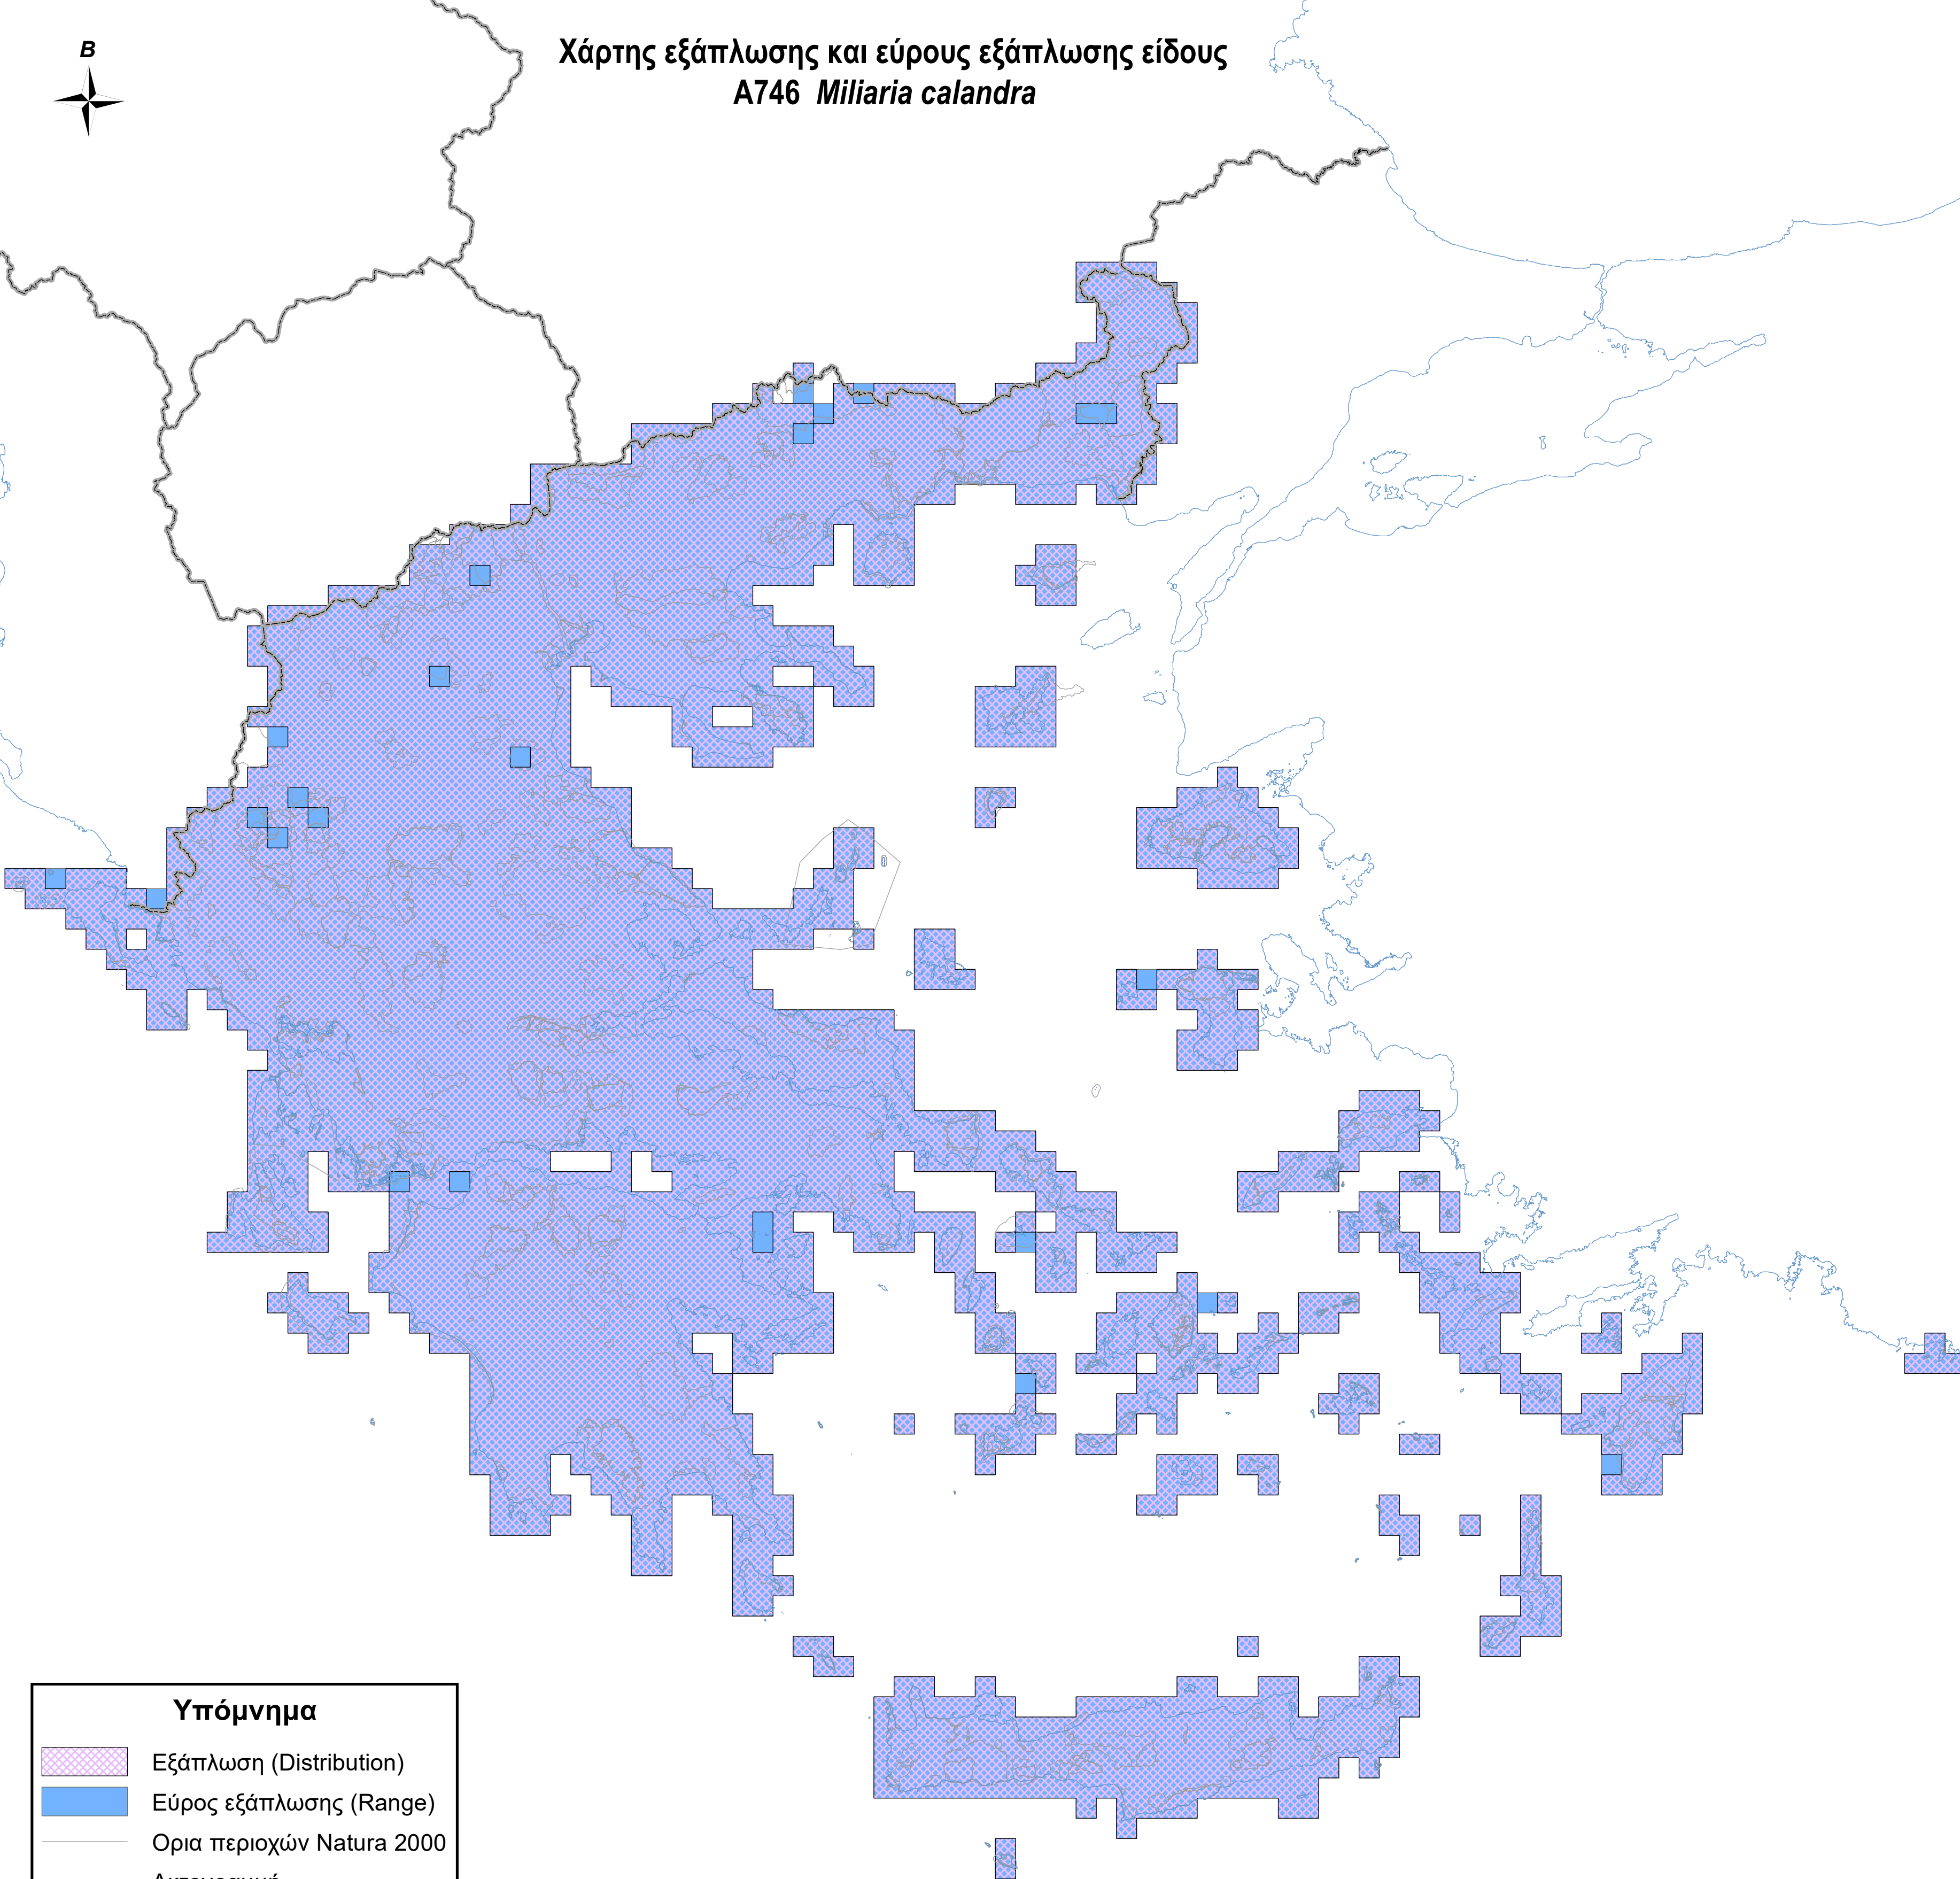 Β
Χάρτης εξάπλωσης και εύρους εξάπλωσης είδους
A746 Miliaria calandra
Υπόμνημα
Εξάπλωση (Distribution)
Εύρος εξάπλωσης (Range)
Ορια περιοχών Natura 2000